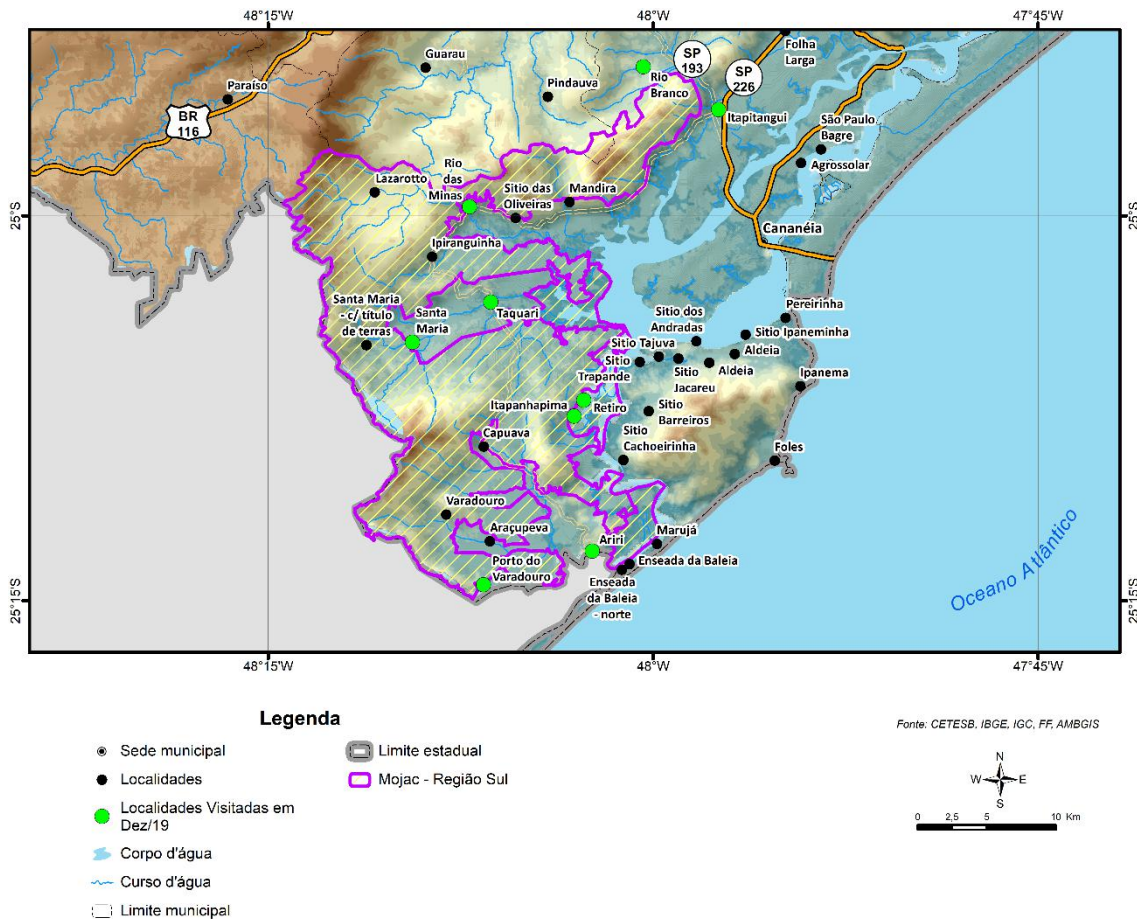 48°15'W
48°W
47°45'W
Guarau
Paraíso
BR
116
Pindauva
Rio
Branco
SP
193
SP
226
Folha
Larga
Itapitangui
São Paulo
Bagre
Agrossolar
Lazarotto
Rio
das
Minas
Sitio das
Oliveiras
Mandira
25°S
25°S
Cananéia
Ipiranguinha
Santa Maria
- c/ título
de terras
Santa
Maria
Taquari
Sitio dos
Andradas
Pereirinha
Sitio Ipaneminha
Sitio Tajuva
Aldeia
Sitio
Trapande
Sitio
Jacareu
Aldeia
Ipanema
Itapanhapima
Retiro
Sitio
Barreiros
Capuava
Sitio
Cachoeirinha
Foles
Varadouro
Araçupeva
Ariri
Marujá
Porto do
Varadouro
Enseada da Baleia
Enseada
da Baleia
- norte
Oceano Atlântico
25°15'S
25°15'S
48°15'W
48°W
47°45'W
Legenda
Sede municipal
Localidades
Localidades Visitadas em
Dez/19
Corpo d'água
Curso d'água
Limite municipal
Limite estadual
Mojac - Região Sul
Fonte: CETESB, IBGE, IGC, FF, AMBGIS
N
W
E
S
0 2,5 5 10 Km